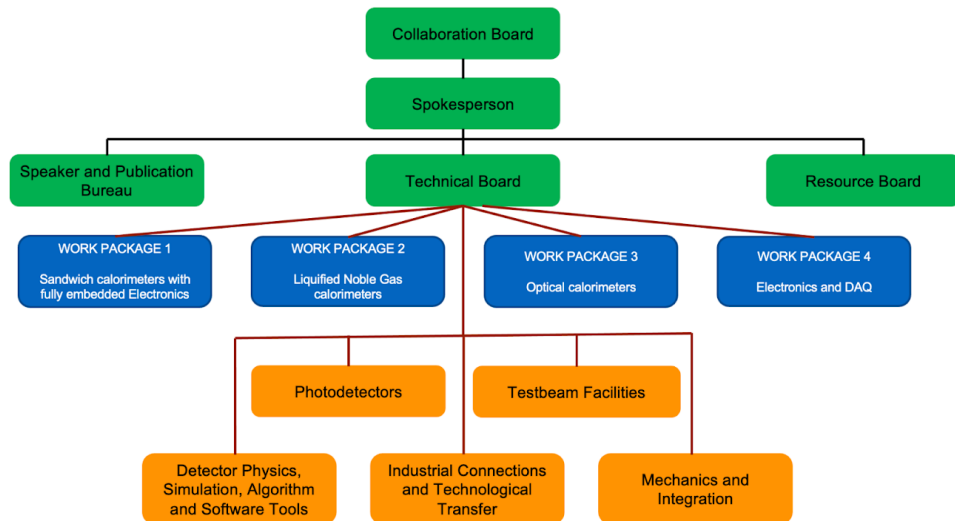 Collaboration Board
Spokesperson
Speaker and Publication
Bureau
Technical Board
Resource Board
WORK PACKAGE 1
Sandwich calorimeters with
fully embedded Electronics
WORK PACKAGE 2
Liquified Noble Gas
calorimeters
WORK PACKAGE 3
Optical calorimeters
WORK PACKAGE 4
Electronics and DAQ
Photodetectors
Testbeam Facilities
Detector Physics,
Simulation, Algorithm
and Software Tools
Industrial Connections
and Technological
Transfer
Mechanics and
Integration